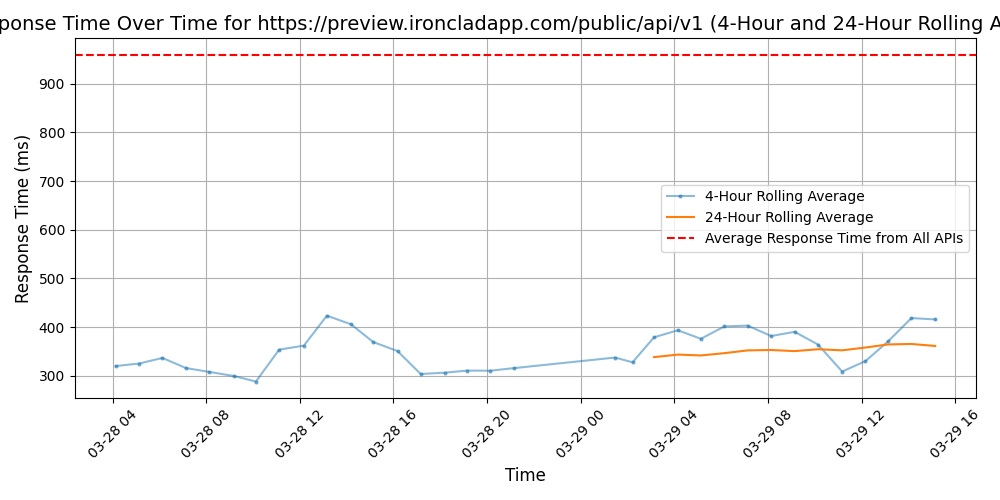 ponse Time Over Time for https://preview.ironcladapp.com/public/api/v1 (4-Hour and 24-Hour Rolling A
Response Time (ms)
900
800
700
600
500
400
300
4-Hour Rolling Average
24-Hour Rolling Average
Average Response Time from All APIs
03-28 04
03-28 08
03-28 12
03-28 16
03-28 20
03-29 00
03-29 04
03-29 08
03-29 12
03-29 16
Time